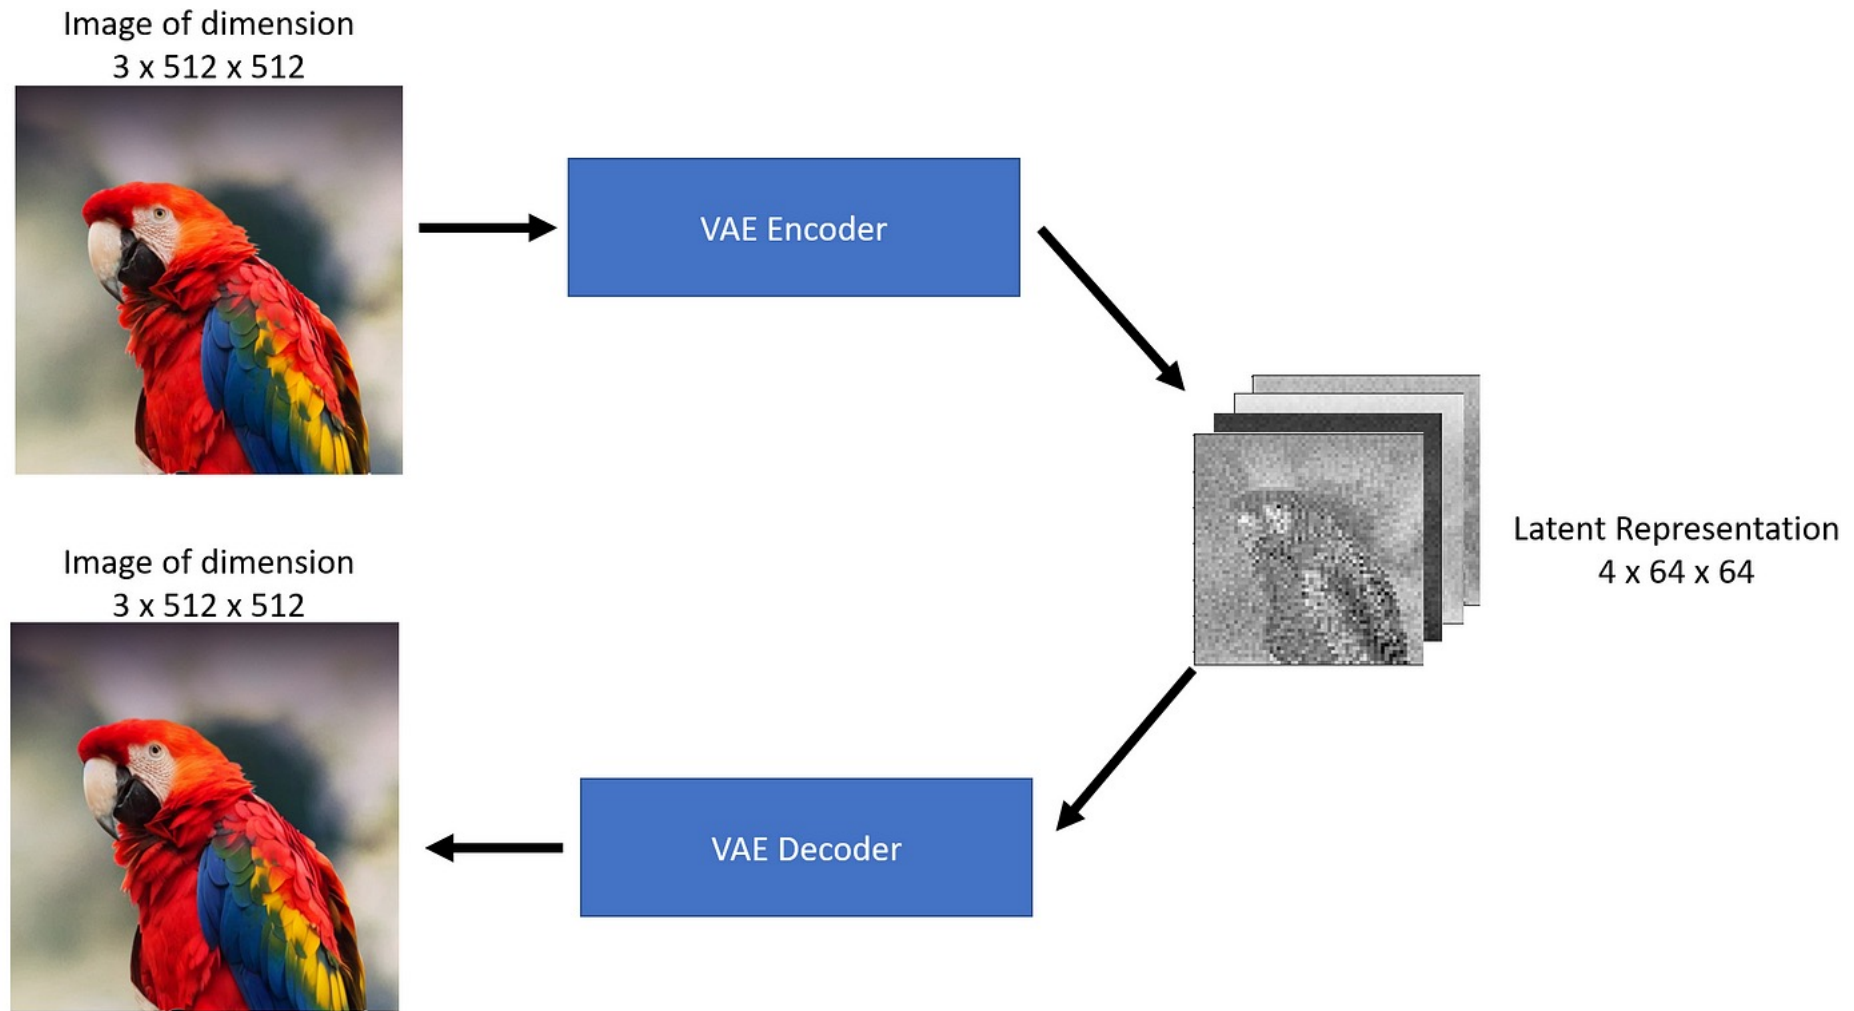 Image of dimension
3 x 512 x 512
VAE Encoder
Latent Representation
4 x 64 x 64
Image of dimension
3 x 512 x 512
VAE Decoder